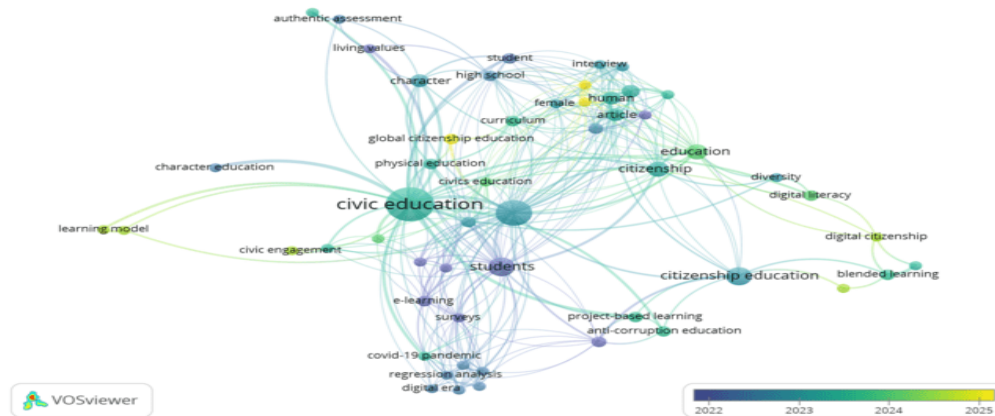 authentic assessment
living values
student
character
high school
interview
female
human
article
curriculum
global citizenship education
education
character education
physical education
citizenship
civics education
diversity
digital literacy
civic education
learning model
civic engagement
digital citizenship
students
citizenship education
blended learning
e-learning
surveys
project-based learning
anti-corruption education
covid-19 pandemic
regression analysis
digital era
VOSviewer
2022 2023 2024 2025